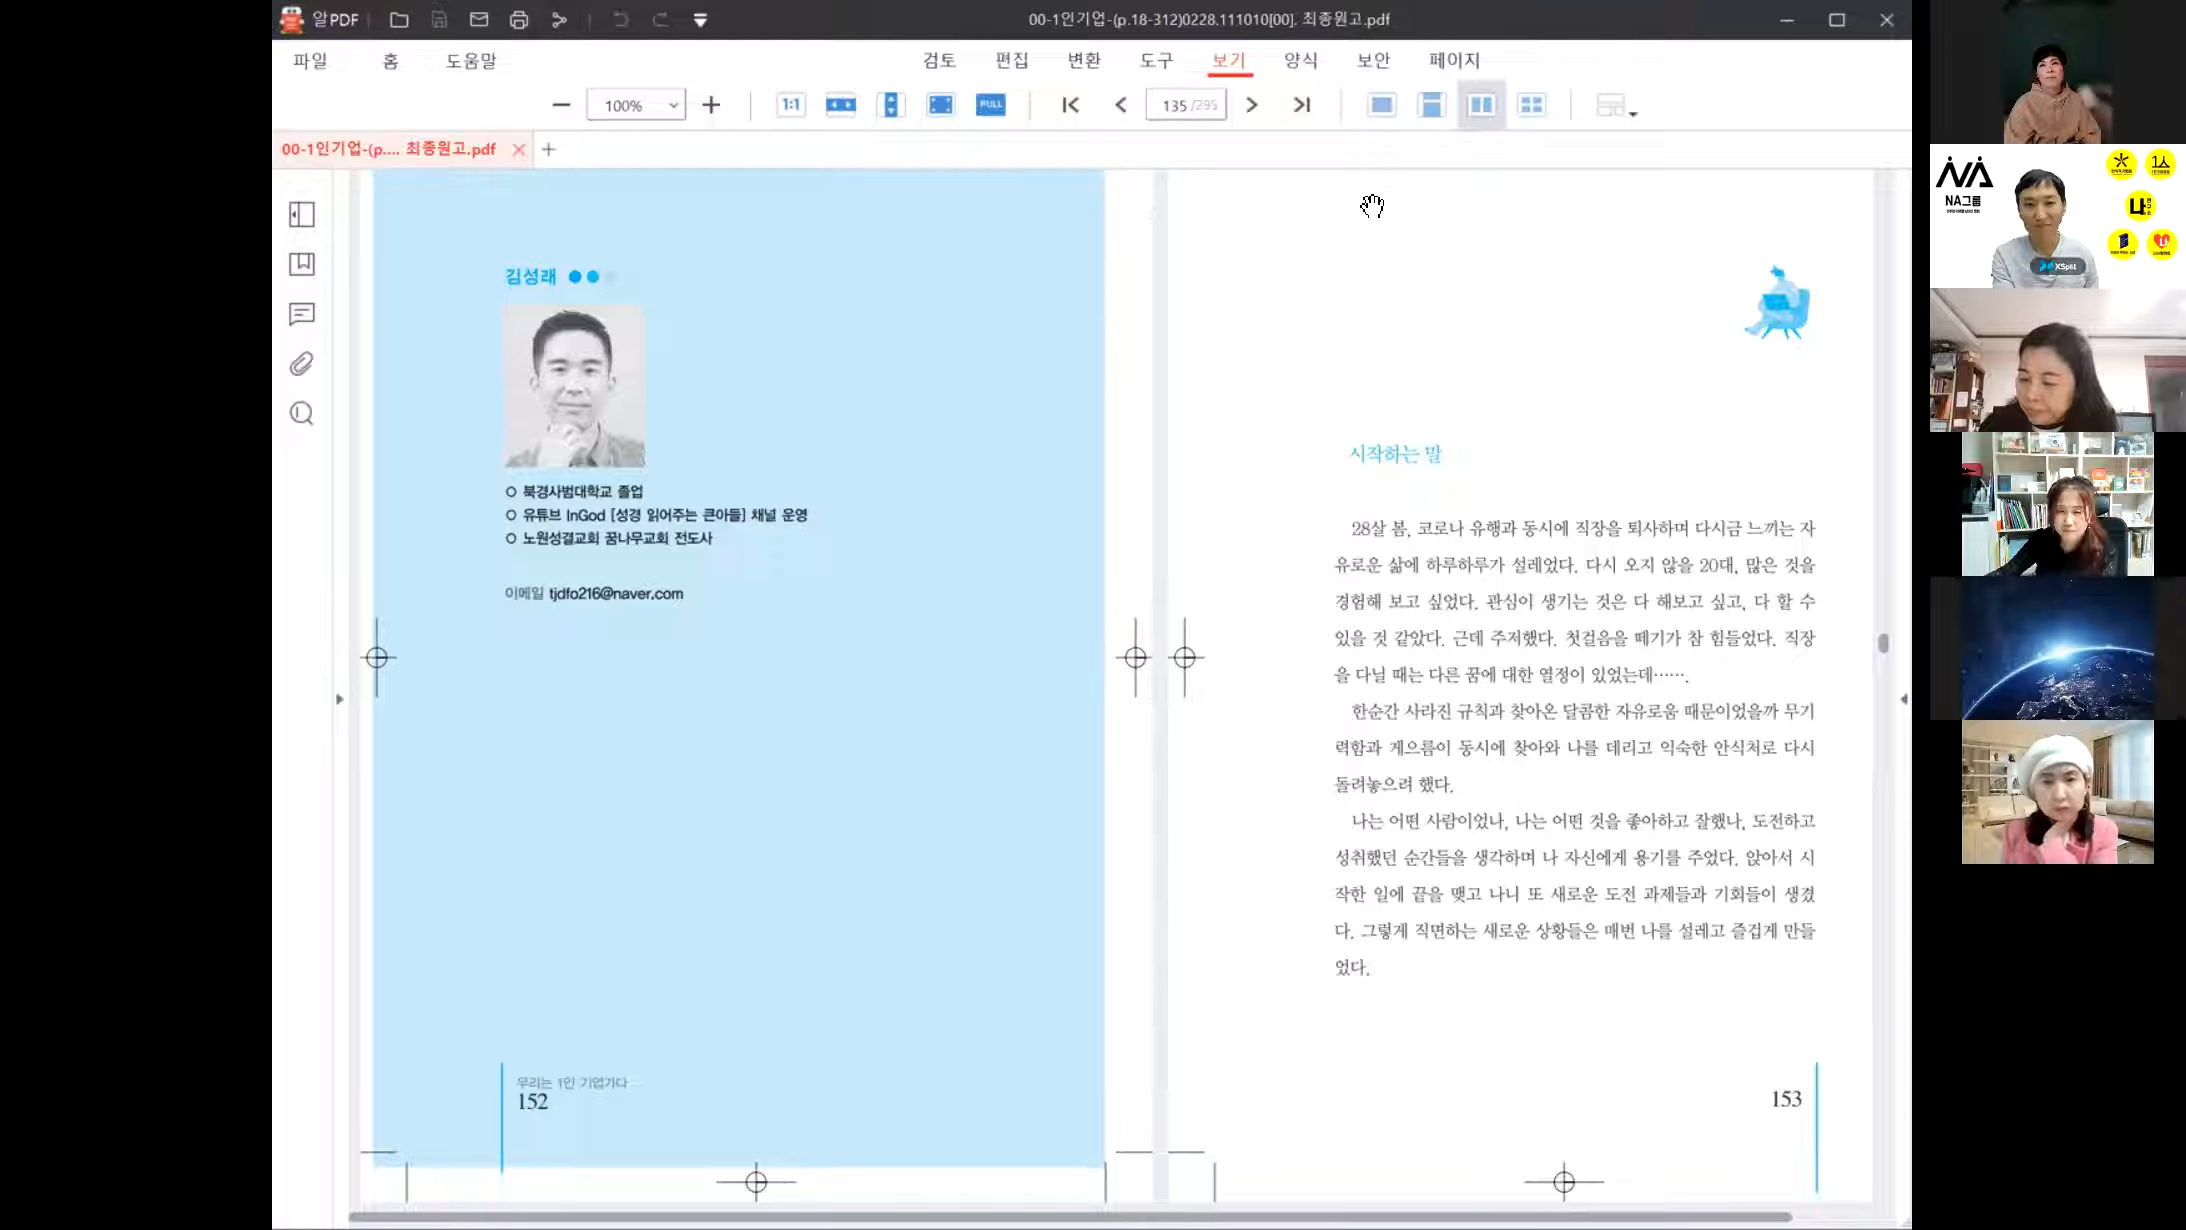 알PDF
00-1인기업-(p.18-312)0228.111010[00]. 최종원고.pdf
파일 홈 도움말 검토 편집 변환 도구 보기 양식 보안 페이지
100% 1:1 FULL 135 /295
00-1인기업-(p.... 최종원고.pdf
김성래
북경사범대학교 졸업
유튜브 InGod [성경 읽어주는 큰아들] 채널 운영
노원성결교회 꿈나무교회 전도사
이메일 tjdfo216@naver.com
우리는 1인 기업가다
152
시작하는 말
28살 봄, 코로나 유행과 동시에 직장을 퇴사하며 다시금 느끼는 자
유로운 삶에 하루하루가 설레었다. 다시 오지 않을 20대, 많은 것을
경험해 보고 싶었다. 관심이 생기는 것은 다 해보고 싶고, 다 할 수
있을 것 같았다. 근데 주저했다. 첫걸음을 떼기가 참 힘들었다. 직장
을 다닐 때는 다른 꿈에 대한 열정이 있었는데…….
한순간 사라진 규칙과 찾아온 달콤한 자유로움 때문이었을까 무기
력함과 게으름이 동시에 찾아와 나를 데리고 익숙한 안식처로 다시
돌려놓으려 했다.
나는 어떤 사람이었나, 나는 어떤 것을 좋아하고 잘했나, 도전하고
성취했던 순간들을 생각하며 나 자신에게 용기를 주었다. 앉아서 시
작한 일에 끝을 맺고 나니 또 새로운 도전 과제들과 기회들이 생겼
다. 그렇게 직면하는 새로운 상황들은 매번 나를 설레고 즐겁게 만들
었다.
153
NA그룹
1人
나
XSplit